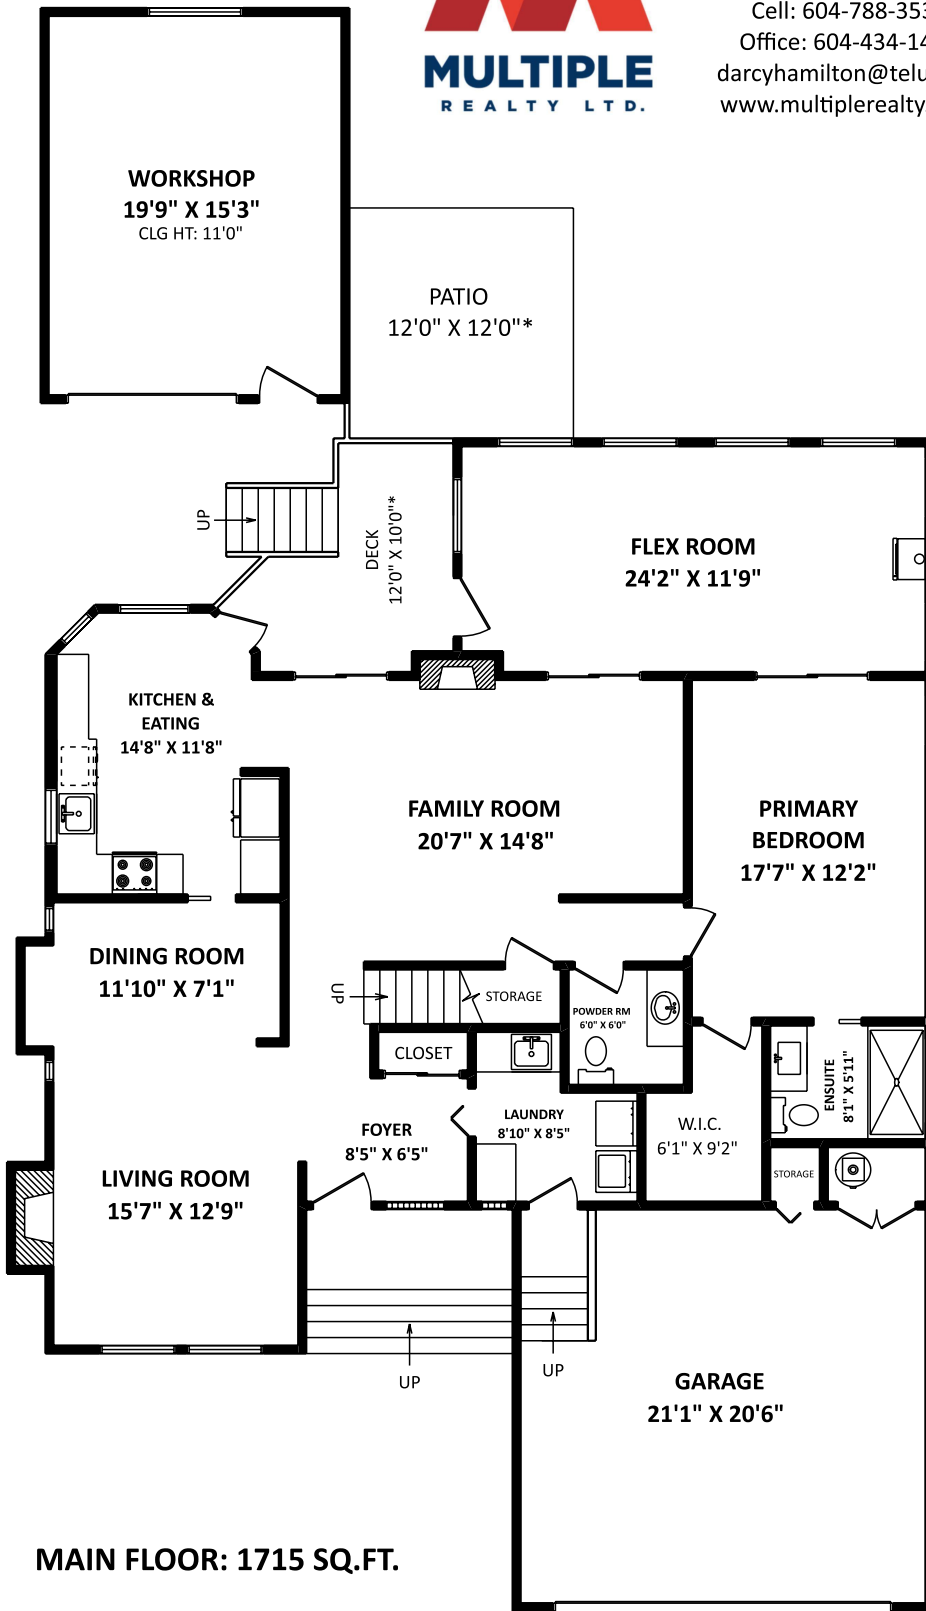 Cell: 604-788-353
Office: 604-434-14
darcyhamilton@telu
www.multiplerealty.
MULTIPLE
REALTY LTD.
WORKSHOP
19'9" X 15'3"
CLG HT: 11'0"
PATIO
12'0" X 12'0"*
UP
DECK
12'0" X 10'0"*
FLEX ROOM
24'2" X 11'9"
KITCHEN &
EATING
14'8" X 11'8"
FAMILY ROOM
20'7" X 14'8"
PRIMARY
BEDROOM
17'7" X 12'2"
DINING ROOM
11'10" X 7'1"
UP
STORAGE
POWDER RM
6'0" X 6'0"
CLOSET
ENSUITE
8'1" X 5'11"
FOYER
8'5" X 6'5"
LAUNDRY
8'10" X 8'5"
W.I.C.
6'1" X 9'2"
STORAGE
LIVING ROOM
15'7" X 12'9"
UP
UP
GARAGE
21'1" X 20'6"
MAIN FLOOR: 1715 SQ.FT.